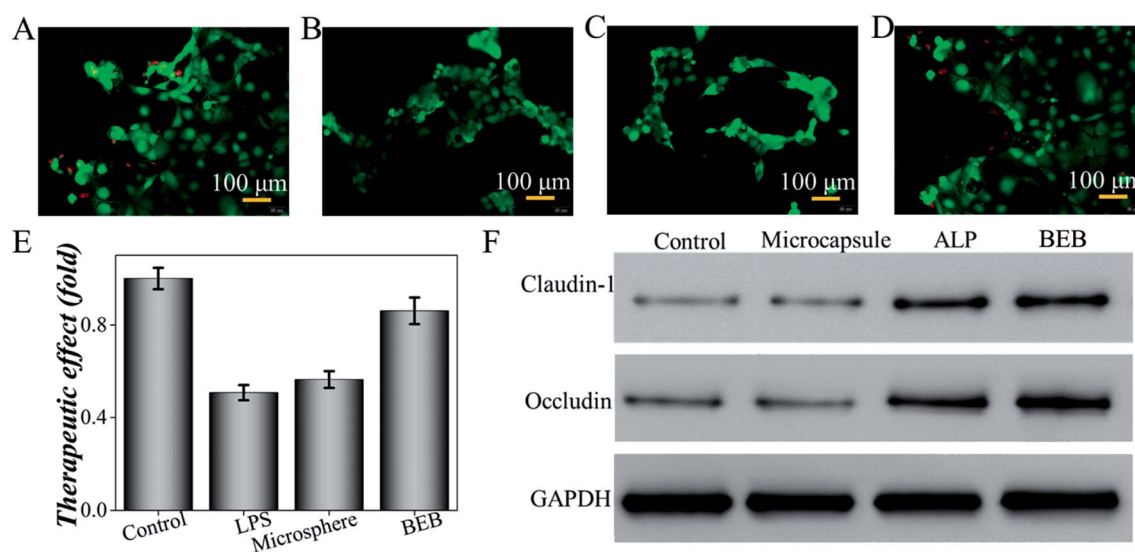 A
B
C
D
100 μm
100 μm
100 μm
100 μm
E
Therapeutic effect (fold)
0.8
0.4
0.0
Control
LPS
Microsphere
BEB
F
Control Microcapsule ALP BEB
Claudin-1
Occludin
GAPDH